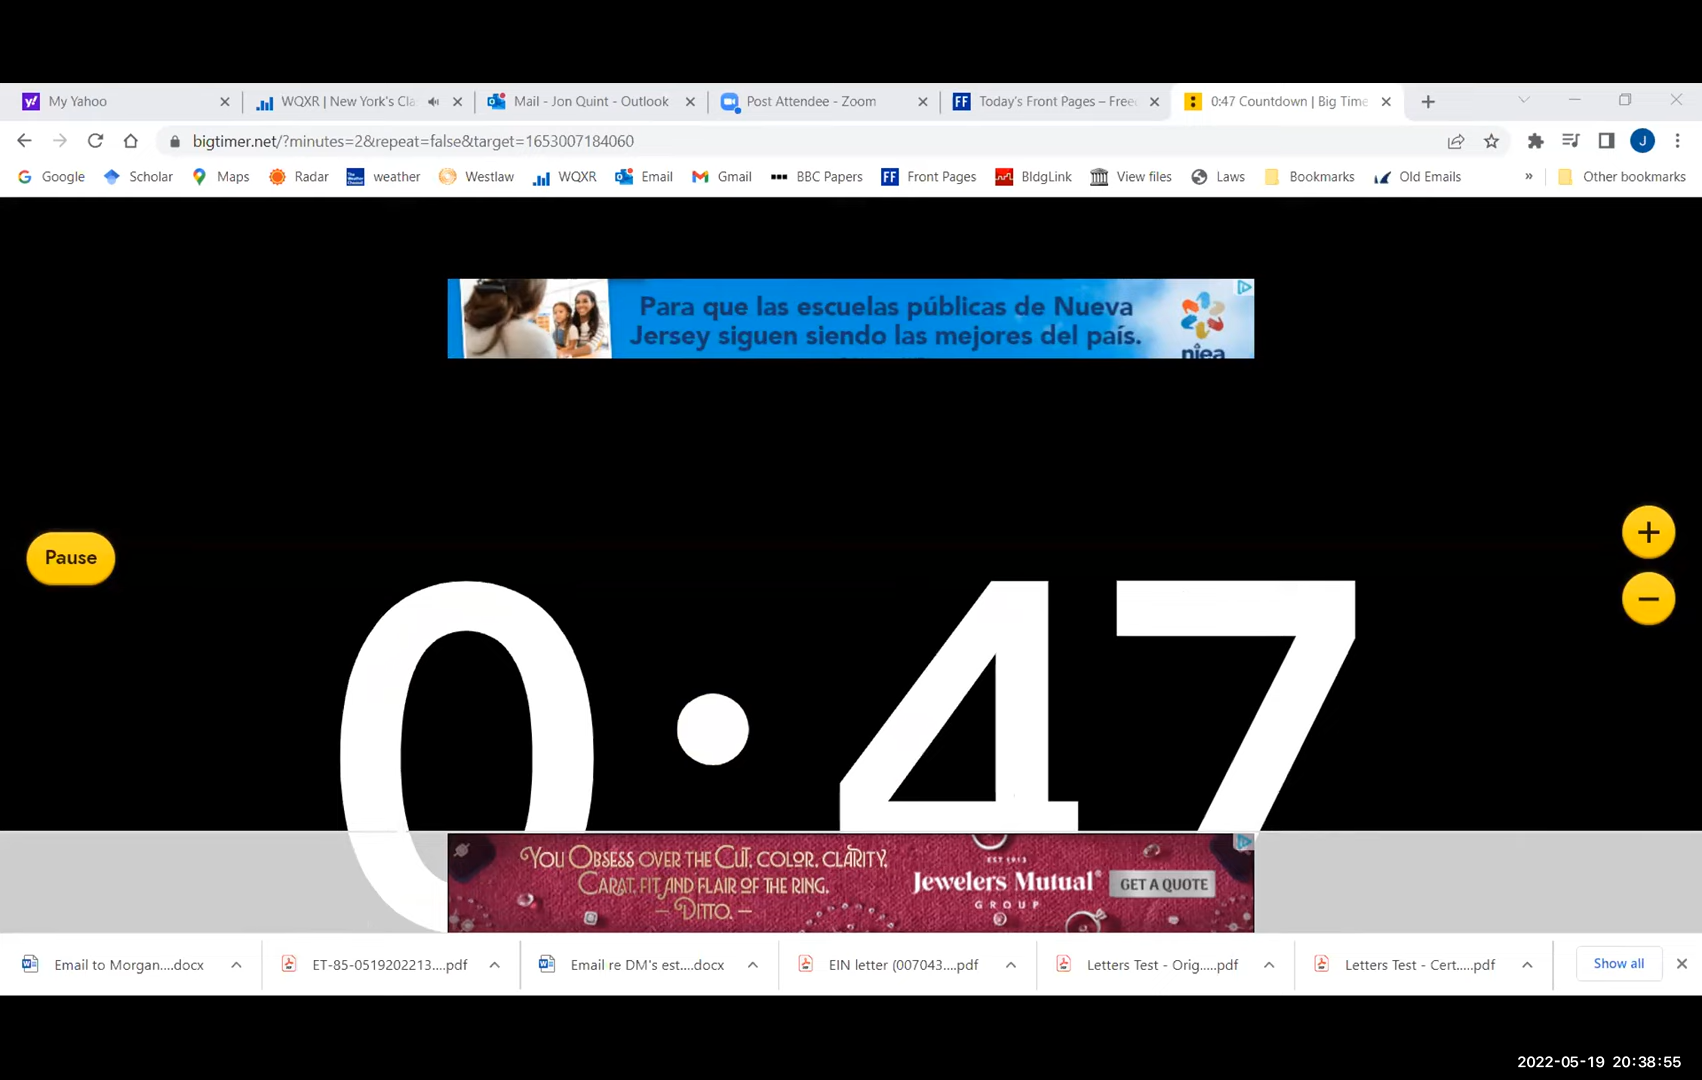 My Yahoo
WQXR | New York's Cla
Mail - Jon Quint - Outlook
Post Attendee - Zoom
Today's Front Pages – Free
0:47 Countdown | Big Time
bigtimer.net/?minutes=2&repeat=false&target=1653007184060
J
Google
Scholar
Maps
Radar
weather
Westlaw
WQXR
Email
Gmail
BBC Papers
FF
Front Pages
BldgLink
View files
Laws
Bookmarks
Old Emails
»
Other bookmarks
Para que las escuelas públicas de Nueva
Jersey siguen siendo las mejores del país.
njea
Pause
+
−
0:47
YOU OBSESS OVER THE CUT, COLOR, CLARITY,
CARAT, FIT AND FLAIR OF THE RING.
— DITTO. —
EST 1913
Jewelers Mutual®
GROUP
GET A QUOTE
Email to Morgan....docx
ET-85-0519202213....pdf
Email re DM's est....docx
EIN letter (007043....pdf
Letters Test - Orig.....pdf
Letters Test - Cert.....pdf
Show all
2022-05-19 20:38:55